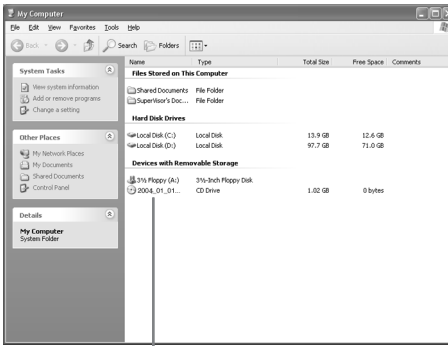 My Computer
File Edit View Favorites Tools Help
Back Search Folders
System Tasks
View system information
Add or remove programs
Change a setting
Other Places
My Network Places
My Documents
Shared Documents
Control Panel
Details
My Computer
System Folder
Name Type Total Size Free Space Comments
Files Stored on This Computer
Shared Documents File Folder
SuperVisor's Doc... File Folder
Hard Disk Drives
Local Disk (C:) Local Disk 13.9 GB 12.6 GB
Local Disk (D:) Local Disk 97.7 GB 71.0 GB
Devices with Removable Storage
3½ Floppy (A:) 3½-Inch Floppy Disk
2004_01_01... CD Drive 1.02 GB 0 bytes